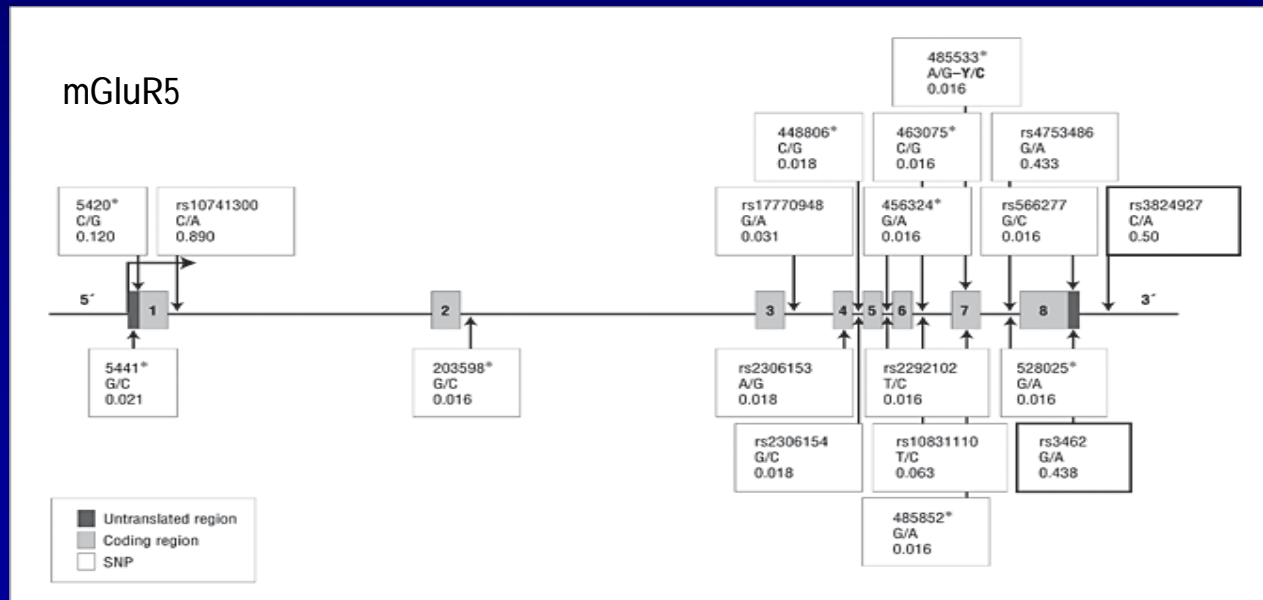 mGluR5
485533*
A/G–Y/C
0.016
448806*
C/G
0.018
463075*
C/G
0.016
rs4753486
G/A
0.433
5420*
C/G
0.120
rs10741300
C/A
0.890
rs17770948
G/A
0.031
456324*
G/A
0.016
rs566277
G/C
0.016
rs3824927
C/A
0.50
5´
1
2
3
4
5
6
7
8
3´
5441*
G/C
0.021
203598*
G/C
0.016
rs2306153
A/G
0.018
rs2292102
T/C
0.016
528025*
G/A
0.016
rs2306154
G/C
0.018
rs10831110
T/C
0.063
rs3462
G/A
0.438
485852*
G/A
0.016
Untranslated region
Coding region
SNP